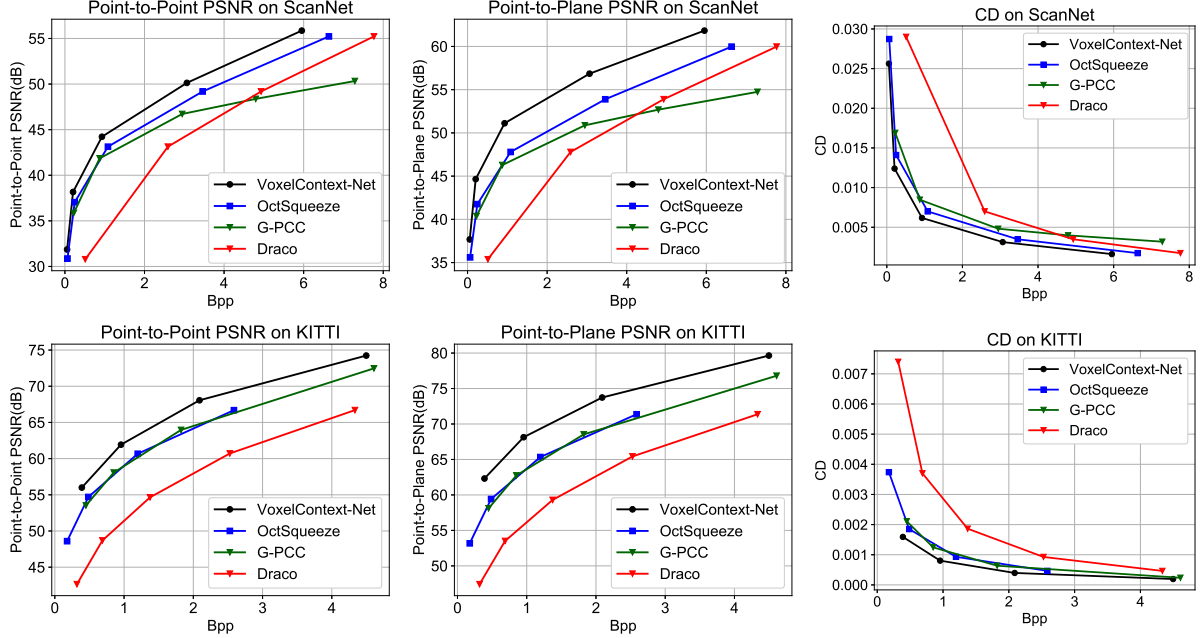 Point-to-Point PSNR on ScanNet
Point-to-Point PSNR(dB)
55
50
45
40
35
30
0 2 4 6 8
Bpp
VoxelContext-Net
OctSqueeze
G-PCC
Draco
Point-to-Plane PSNR on ScanNet
Point-to-Plane PSNR(dB)
60
55
50
45
40
35
0 2 4 6 8
Bpp
VoxelContext-Net
OctSqueeze
G-PCC
Draco
CD on ScanNet
CD
0.030
0.025
0.020
0.015
0.010
0.005
0 2 4 6 8
Bpp
VoxelContext-Net
OctSqueeze
G-PCC
Draco
Point-to-Point PSNR on KITTI
Point-to-Point PSNR(dB)
75
70
65
60
55
50
45
0 1 2 3 4
Bpp
VoxelContext-Net
OctSqueeze
G-PCC
Draco
Point-to-Plane PSNR on KITTI
Point-to-Plane PSNR(dB)
80
75
70
65
60
55
50
0 1 2 3 4
Bpp
VoxelContext-Net
OctSqueeze
G-PCC
Draco
CD on KITTI
CD
0.007
0.006
0.005
0.004
0.003
0.002
0.001
0.000
0 1 2 3 4
Bpp
VoxelContext-Net
OctSqueeze
G-PCC
Draco